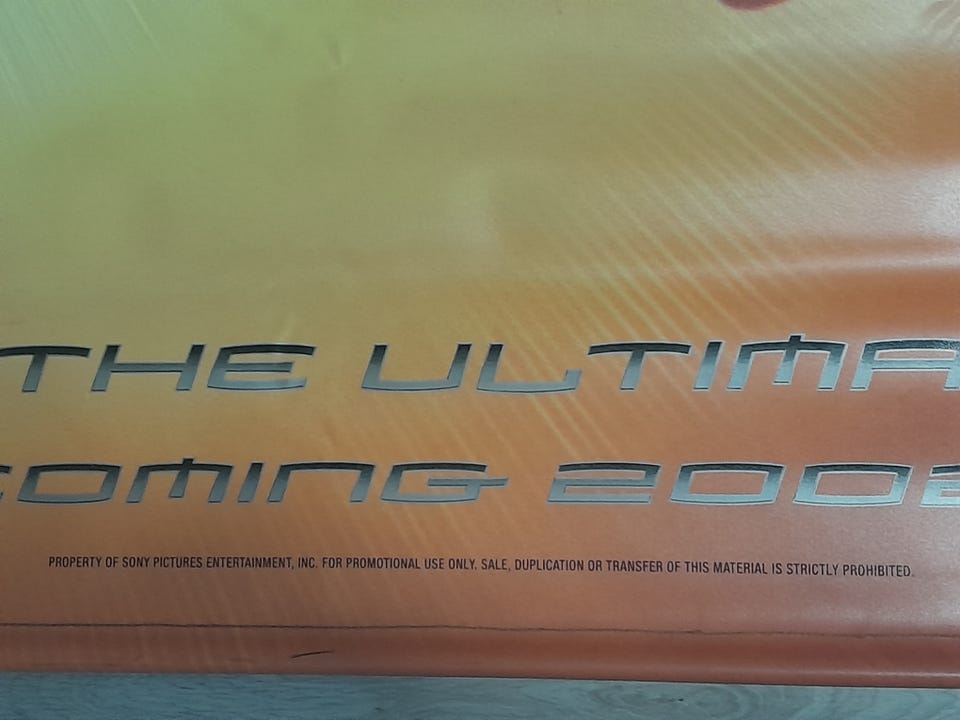 THE ULTIMA
COMING 2002
PROPERTY OF SONY PICTURES ENTERTAINMENT, INC. FOR PROMOTIONAL USE ONLY. SALE, DUPLICATION OR TRANSFER OF THIS MATERIAL IS STRICTLY PROHIBITED.